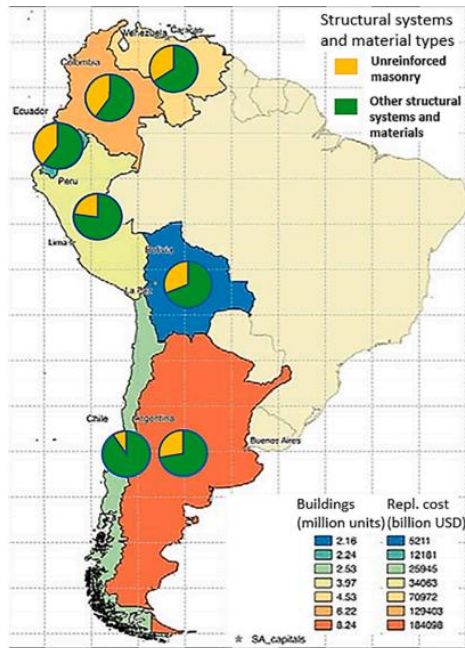 Structural systems
and material types
Unreinforced
masonry
Other structural
systems and
materials
Venezuela
Caracas
Colombia
Ecuador
Peru
Lima
Bolivia
La Paz
Chile
Argentina
Buenos Aires
Buildings
(million units)
Repl. cost
(billion USD)
2.16 5211
2.24 12181
2.53 25945
3.97 34063
4.53 70972
6.22 129403
8.24 184098
SA_capitals